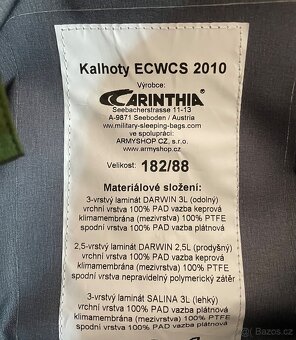 Kalhoty ECWCS 2010
Výrobce:
CARINTHIA
Seebacherstrasse 11-13
A-9871 Seeboden / Austria
www.military-sleeping-bags.com
ve spolupráci:
ARMYSHOP CZ, s.r.o.
www.armyshop.cz
Velikost: 182/88
Materiálové složení:
3-vrstvý laminát DARWIN 3L (odolný)
vrchní vrstva 100% PAD vazba keprová
klimamembrána (mezivrstva) 100% PTFE
spodní vrstva 100% PAD vazba plátnová
2,5-vrstvý laminát DARWIN 2,5L (prodyšný)
vrchní vrstva 100% PAD vazba keprová
klimamembrána (mezivrstva) 100% PTFE
spodní vrstva nepravidelný polymerický zátěr
3-vrstvý laminát SALINA 3L (lehký)
vrchní vrstva 100% PAD vazba plátnová
klimamembrána (mezivrstva) 100% PTFE
spodní vrstva 100% PAD vazba plátnová
Bazoš.cz